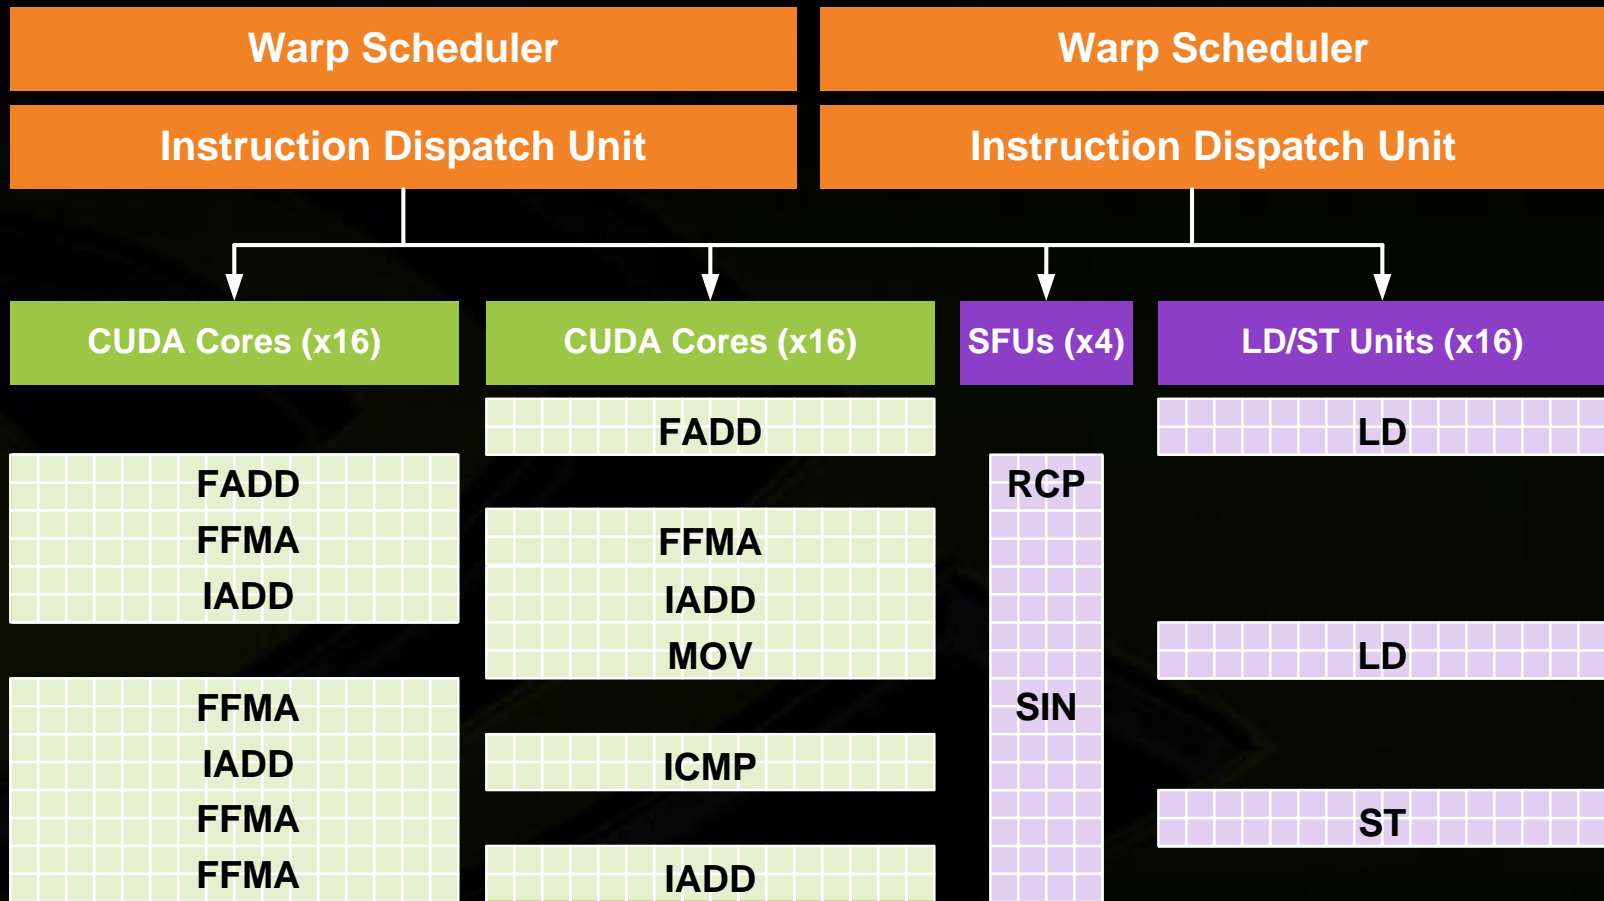 Warp Scheduler
Warp Scheduler
Instruction Dispatch Unit
Instruction Dispatch Unit
CUDA Cores (x16)
CUDA Cores (x16)
SFUs (x4)
LD/ST Units (x16)
FADD
LD
FADD
RCP
FFMA
FFMA
IADD
IADD
MOV
LD
FFMA
SIN
IADD
ICMP
FFMA
ST
FFMA
IADD